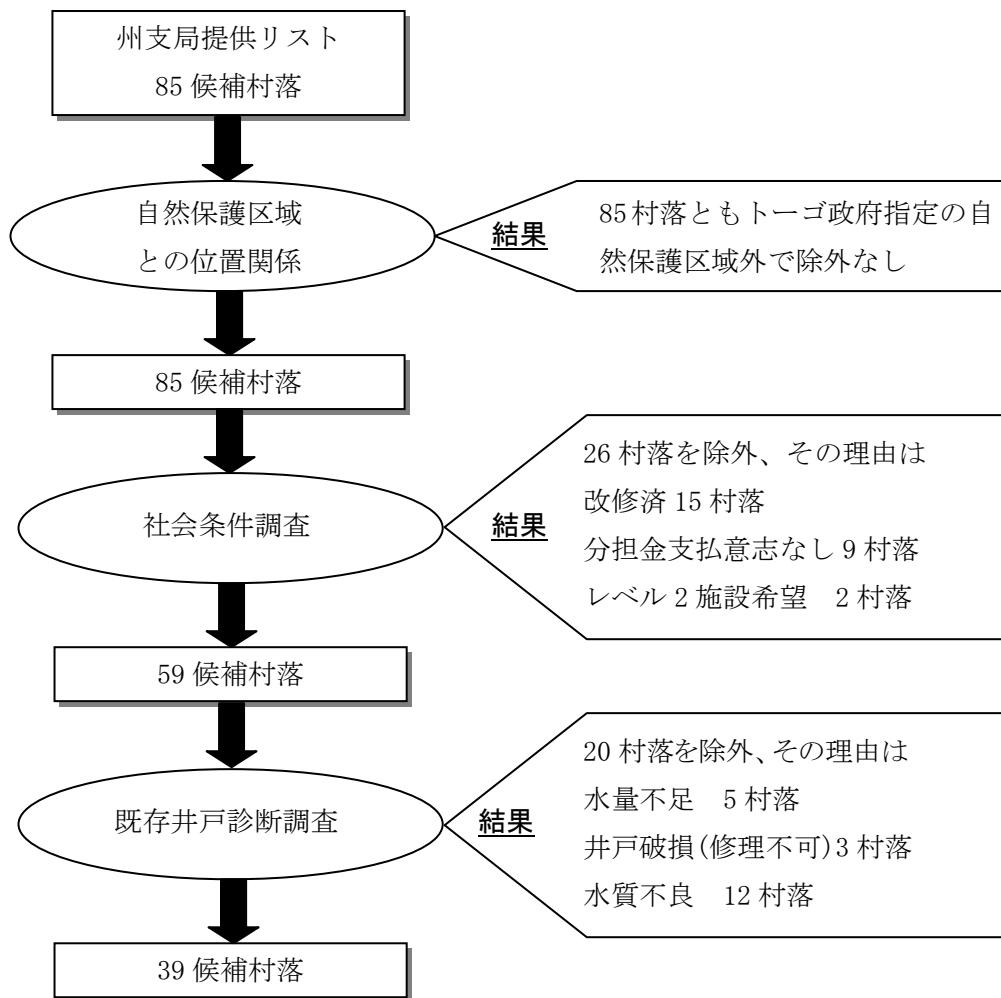 州支局提供リスト
85 候補村落
自然保護区域
との位置関係
結果
85 村落ともトーゴ政府指定の自
然保護区域外で除外なし
85 候補村落
社会条件調査
結果
26 村落を除外、その理由は
改修済 15 村落
分担金支払意志なし 9 村落
レベル 2 施設希望　2 村落
59 候補村落
既存井戸診断調査
結果
20 村落を除外、その理由は
水量不足　5 村落
井戸破損(修理不可)3 村落
水質不良　12 村落
39 候補村落